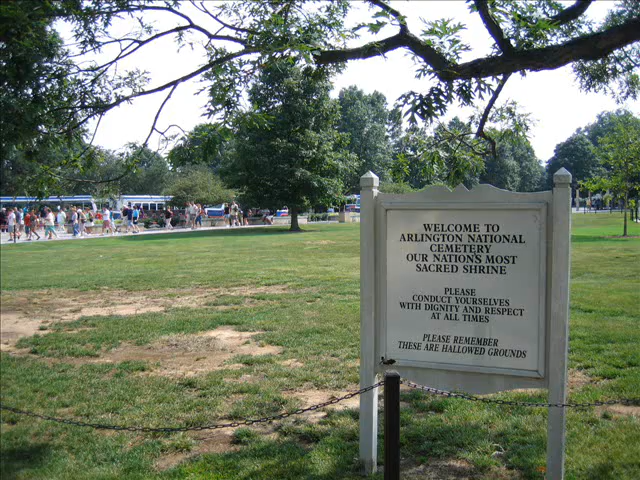 WELCOME TO
ARLINGTON NATIONAL
CEMETERY
OUR NATION'S MOST
SACRED SHRINE
PLEASE
CONDUCT YOURSELVES
WITH DIGNITY AND RESPECT
AT ALL TIMES
PLEASE REMEMBER
THESE ARE HALLOWED GROUNDS